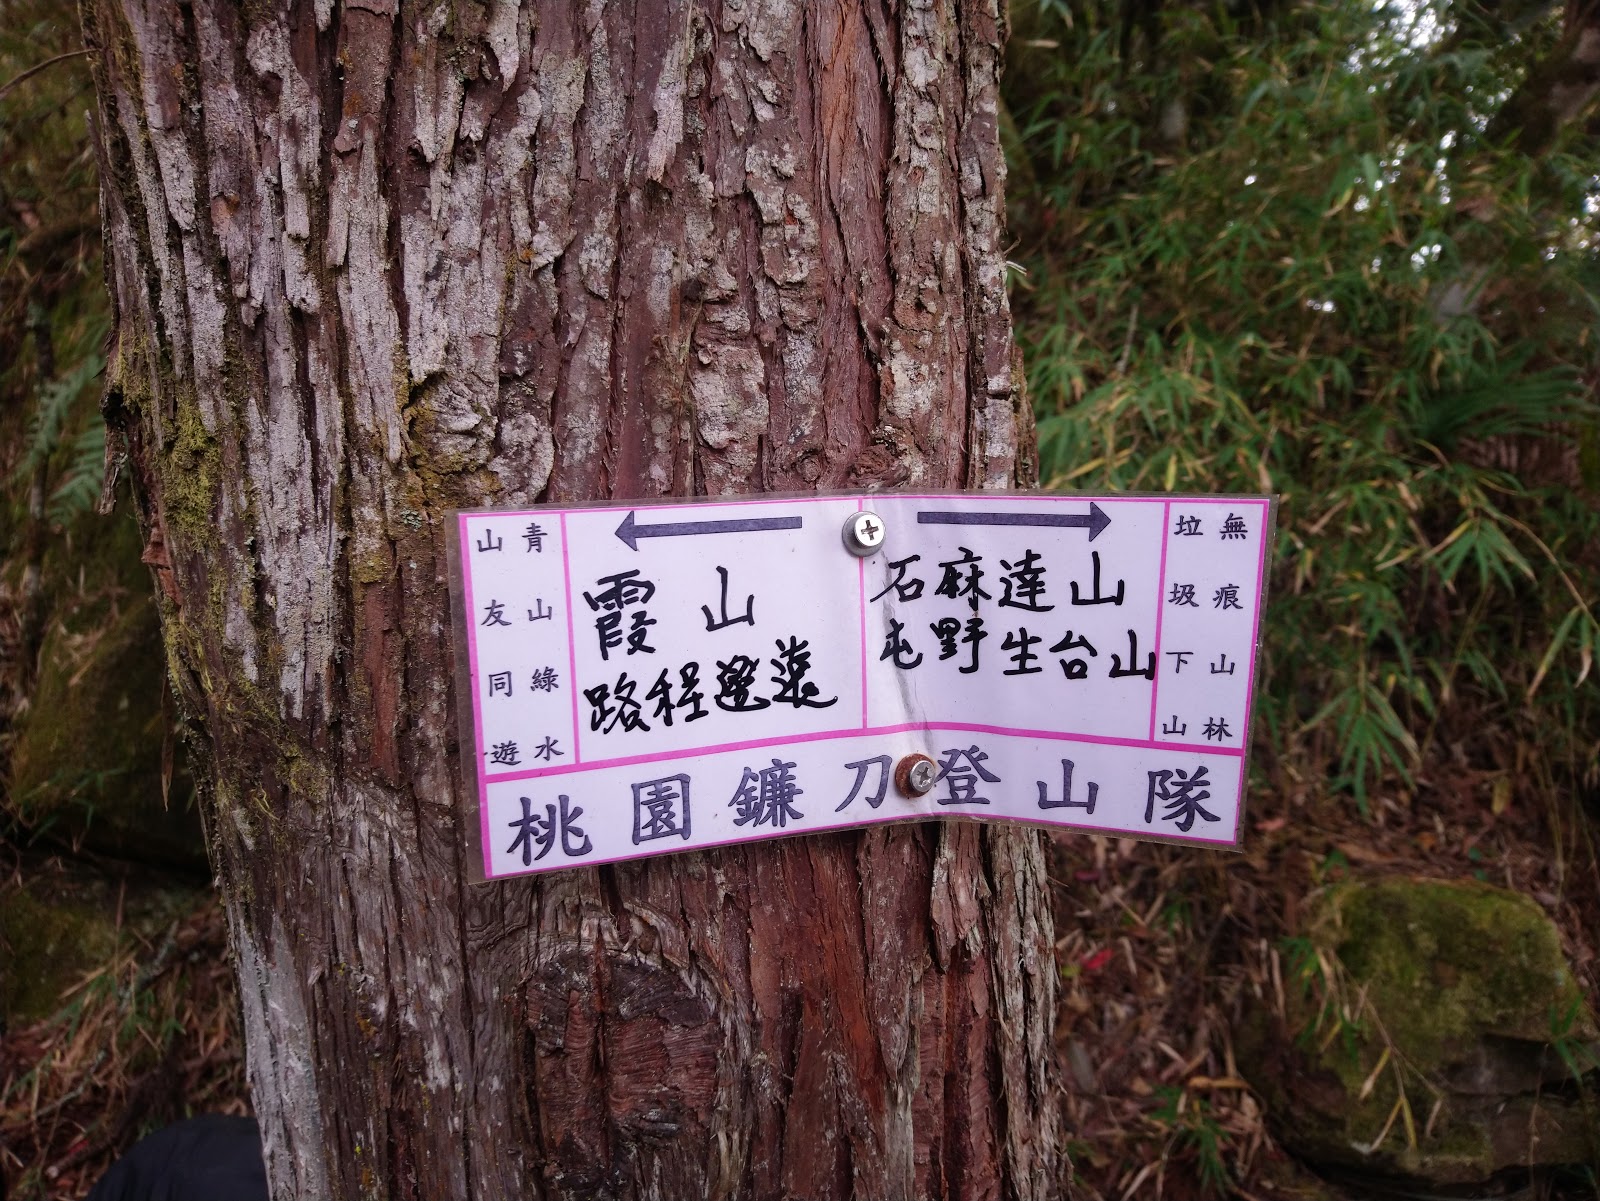 青山綠水
山友同遊
霞山
路程遙遠
石麻達山
屯野生台山
無痕山林
垃圾下山
桃園鐮刀登山隊